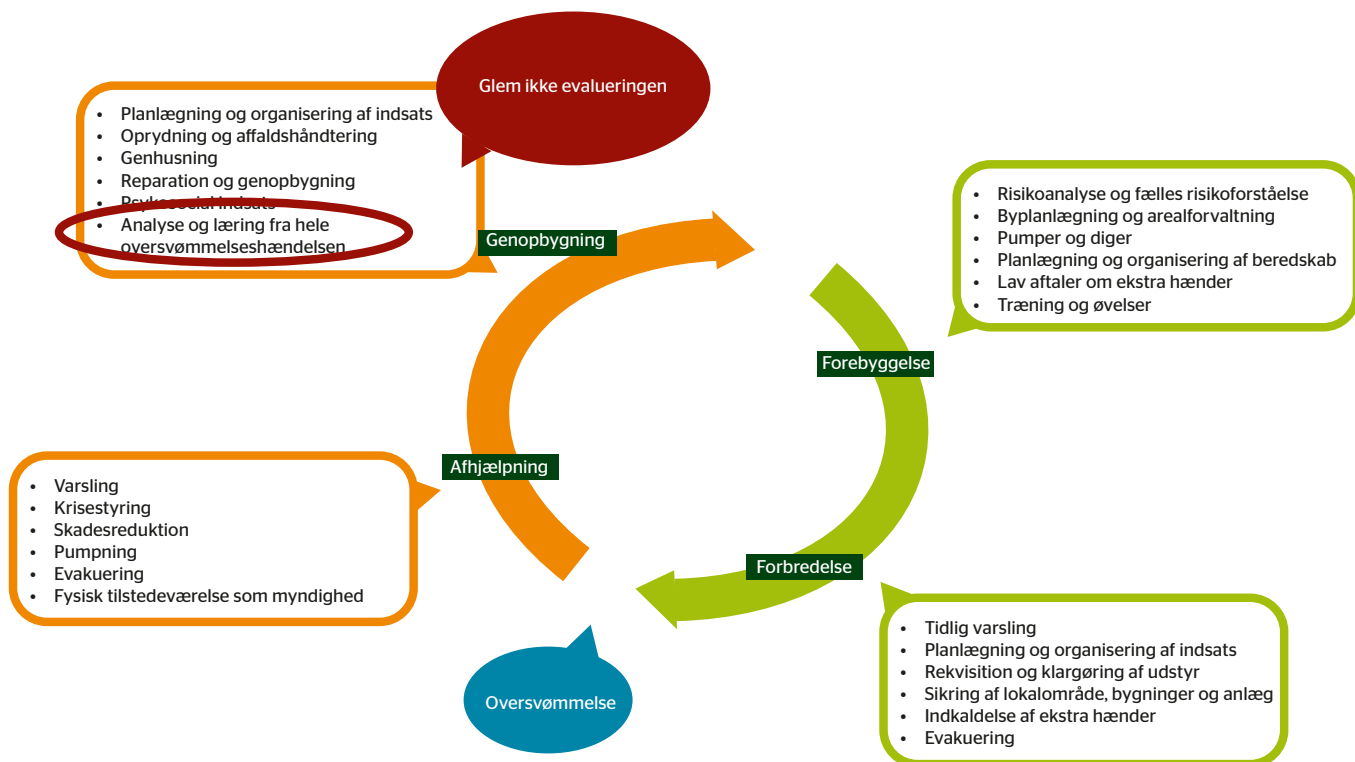 Glem ikke evalueringen
• Planlægning og organisering af indsats
• Oprydning og affaldshåndtering
• Genhusning
• Reparation og genopbygning
• Psykosocial indsats
• Analyse og læring fra hele
oversvømmelseshændelsen
Genopbygning
• Risikoanalyse og fælles risikoforståelse
• Byplanlægning og arealforvaltning
• Pumper og diger
• Planlægning og organisering af beredskab
• Lav aftaler om ekstra hænder
• Træning og øvelser
Forebyggelse
Afhjælpning
• Varsling
• Krisestyring
• Skadesreduktion
• Pumpning
• Evakuering
• Fysisk tilstedeværelse som myndighed
Forbredelse
• Tidlig varsling
• Planlægning og organisering af indsats
• Rekvisition og klargøring af udstyr
• Sikring af lokalområde, bygninger og anlæg
• Indkaldelse af ekstra hænder
• Evakuering
Oversvømmelse